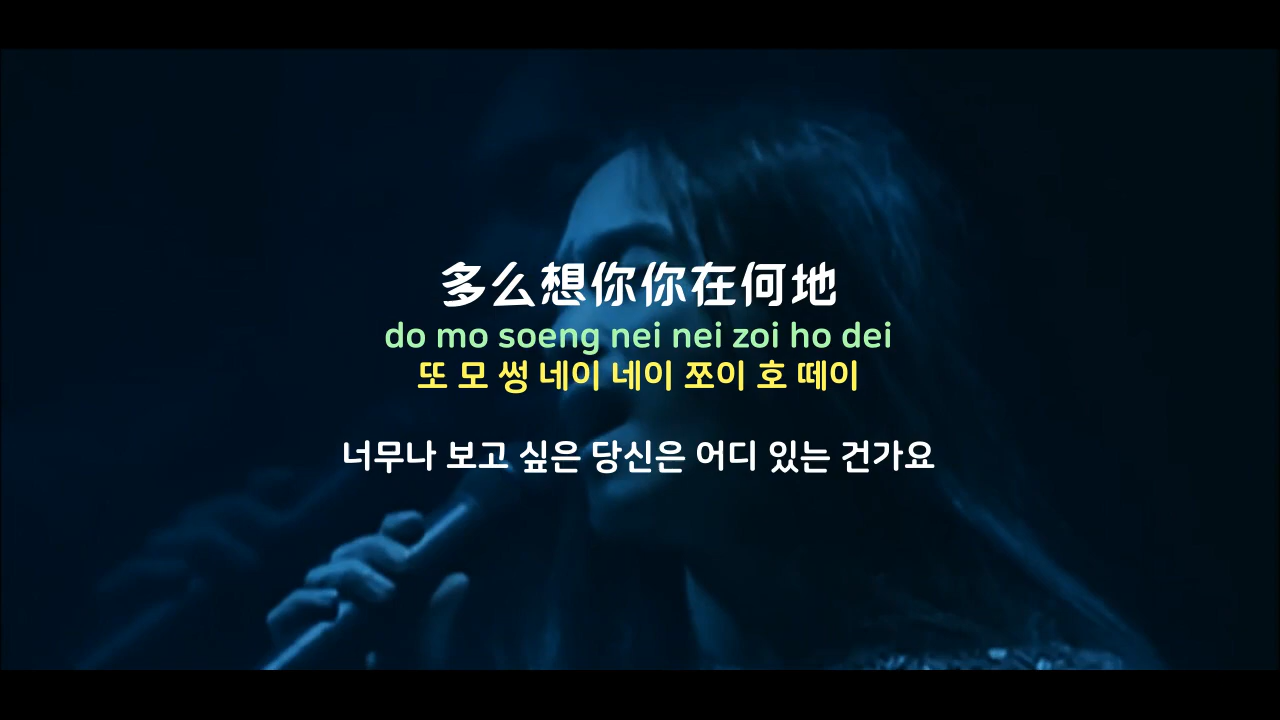 多么想你你在何地
do mo soeng nei nei zoi ho dei
또 모 썽 네이 네이 쪼이 호 떼이
너무나 보고 싶은 당신은 어디 있는 건가요